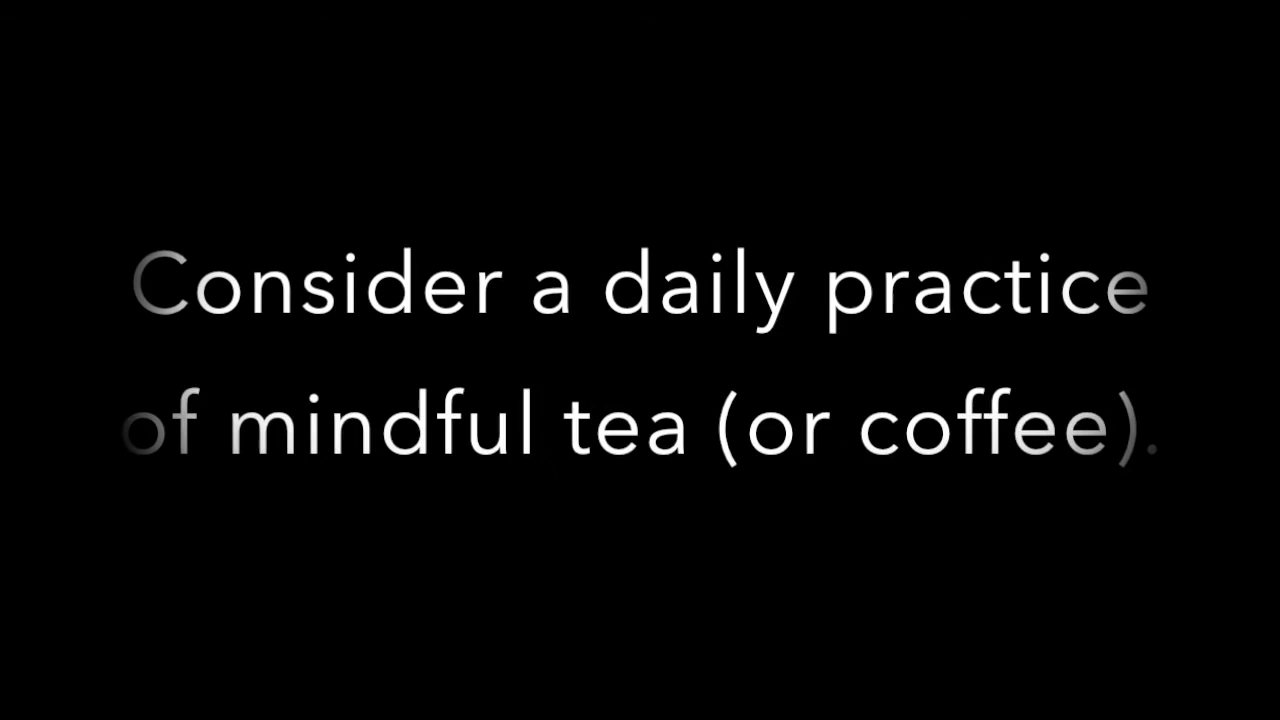 Consider a daily practice
of mindful tea (or coffee).